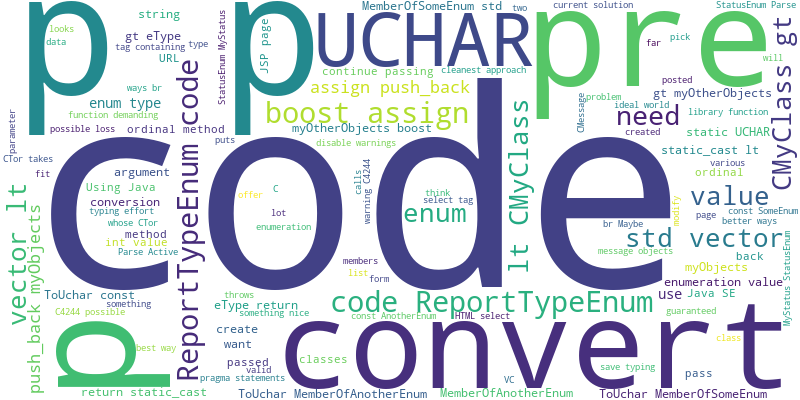 p
p
pre
code
d
convert
UCHAR
MemberOfSomeEnum std
two
current solution
StatusEnum Parse
string
looks
data
gt eType
tag containing
type
URL
JSP page
StatusEnum MyStatus
continue passing
cleanest approach
far
pick
will
CMyClass gt
enum type
ways br
assign push_back
gt myOtherObjects
posted
function demanding
problem
ideal world
library function
boost assign
CMessage
need
created
static UCHAR
possible loss
ordinal method
myOtherObjects boost
parameter
puts
disable warnings
static_cast lt
various
CTor takes
ReportTypeEnum code
argument
fit
Using Java
C
calls
warning C4244
think
select tag
ordinal
conversion
offer
lot
enum
lt CMyClass
value
modify
page
const SomeEnum
typing effort
whose CTor
enumeration
br Maybe
better ways
vector lt
push_back myObjects
method
int value
Parse Active
std vector
message objects
back
members
list
form
myObjects
MyStatus StatusEnum
ToUchar const
something
throws
eType return
something nice
code ReportTypeEnum
enumeration value
use
Java SE
C4244 possible
const AnotherEnum
HTML select
guaranteed
create
want
best way
classes
save typing
class
passed
valid
pragma statements
VC
pass
return static_cast
ToUchar MemberOfAnotherEnum
MemberOfAnotherEnum
ToUchar MemberOfSomeEnum